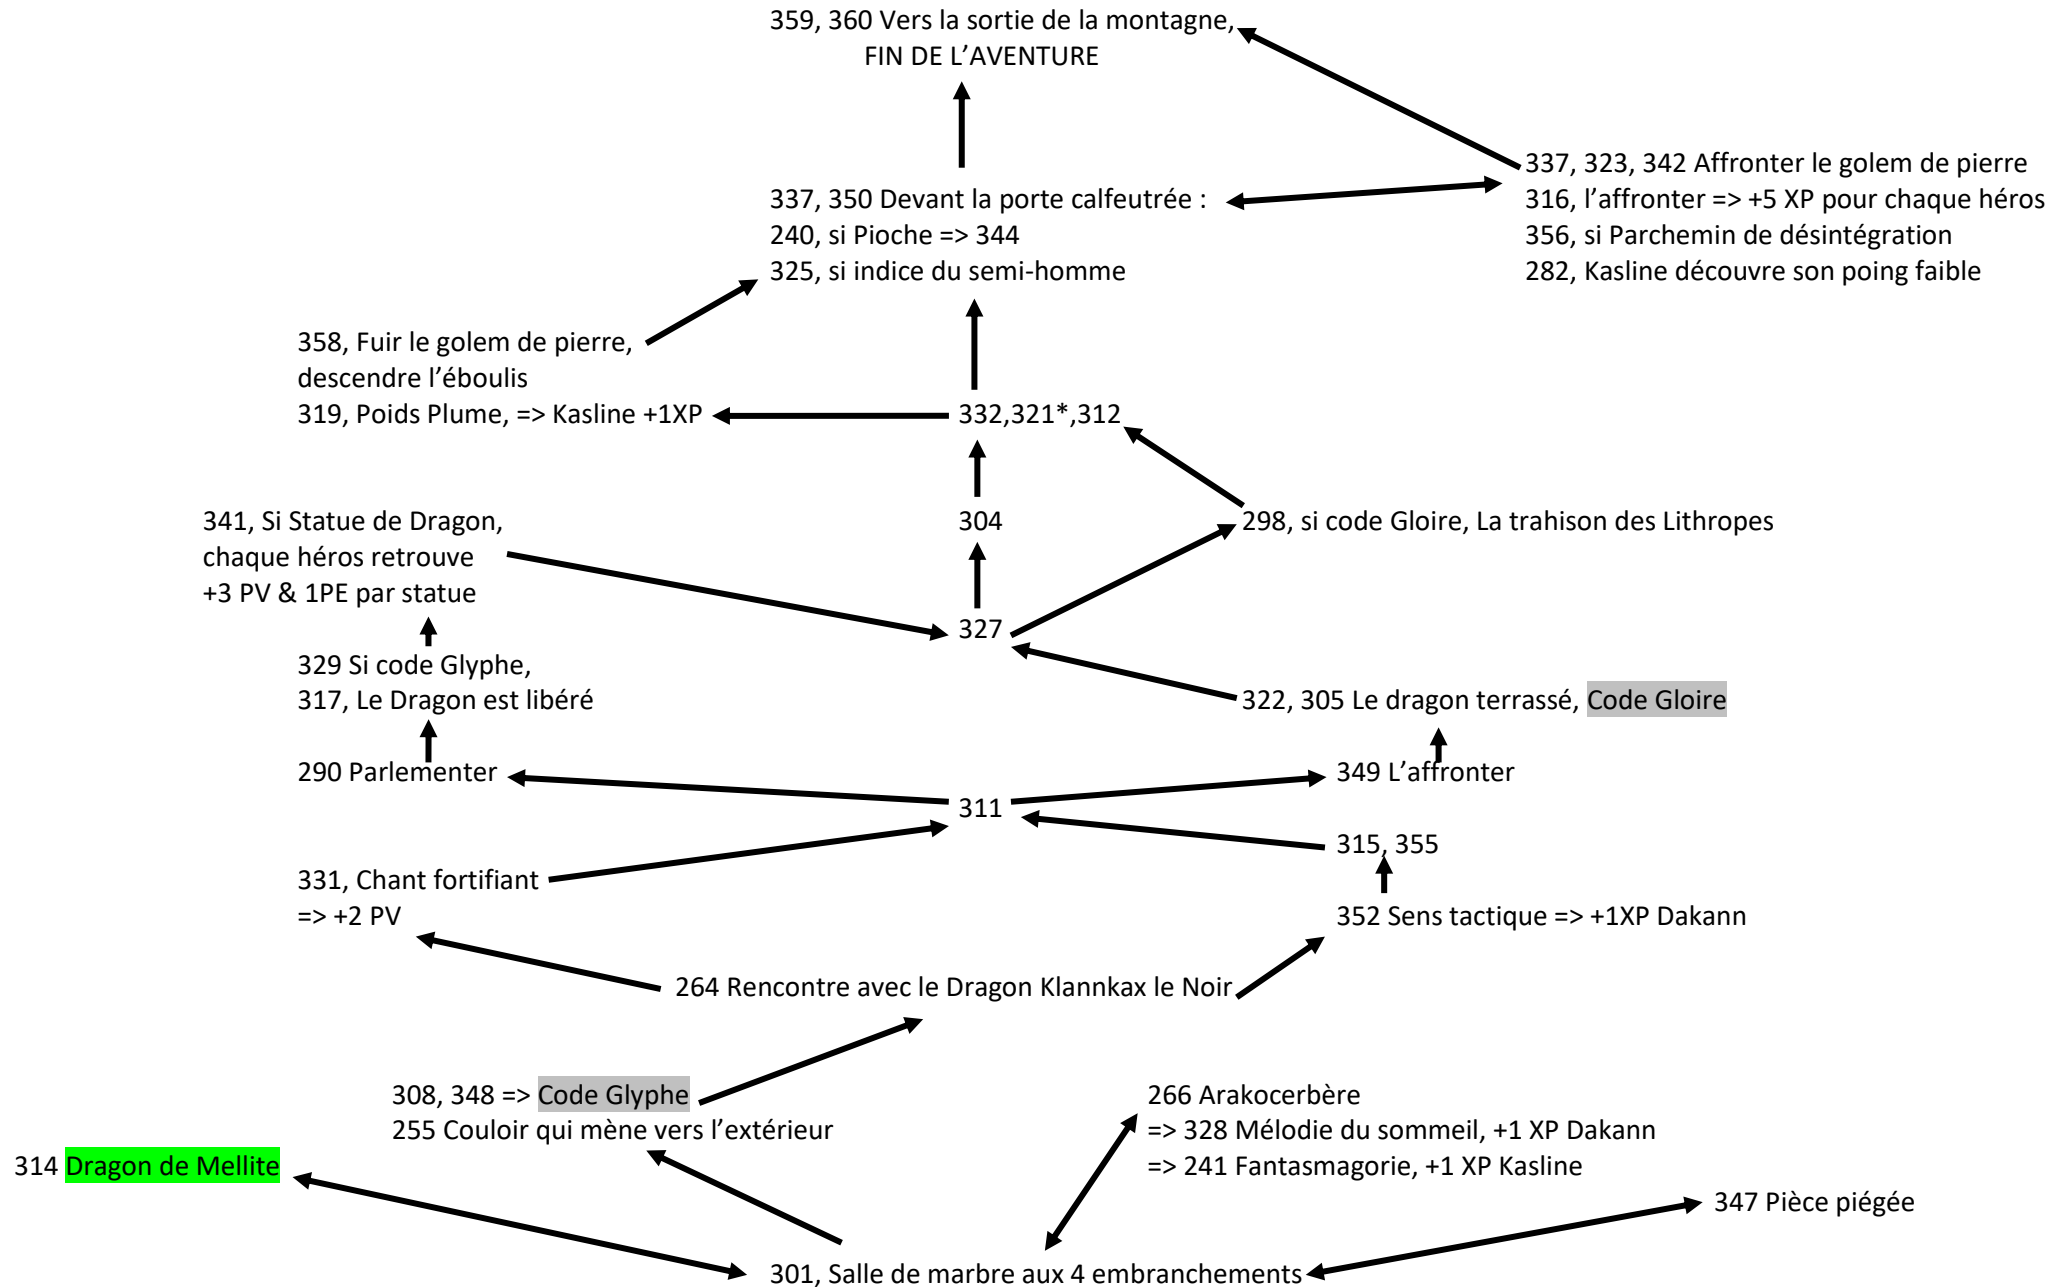 359, 360 Vers la sortie de la montagne,
FIN DE L’AVENTURE
337, 323, 342 Affronter le golem de pierre
316, l’affronter => +5 XP pour chaque héros
356, si Parchemin de désintégration
282, Kasline découvre son poing faible
337, 350 Devant la porte calfeutrée :
240, si Pioche => 344
325, si indice du semi-homme
358, Fuir le golem de pierre,
descendre l’éboulis
319, Poids Plume, => Kasline +1XP
332,321*,312
341, Si Statue de Dragon,
chaque héros retrouve
+3 PV & 1PE par statue
304
298, si code Gloire, La trahison des Lithropes
327
329 Si code Glyphe,
317, Le Dragon est libéré
322, 305 Le dragon terrassé, Code Gloire
290 Parlementer
349 L’affronter
311
315, 355
331, Chant fortifiant
=> +2 PV
352 Sens tactique => +1XP Dakann
264 Rencontre avec le Dragon Klannkax le Noir
308, 348 => Code Glyphe
255 Couloir qui mène vers l’extérieur
266 Arakocerbère
=> 328 Mélodie du sommeil, +1 XP Dakann
=> 241 Fantasmagorie, +1 XP Kasline
314 Dragon de Mellite
347 Pièce piégée
301, Salle de marbre aux 4 embranchements